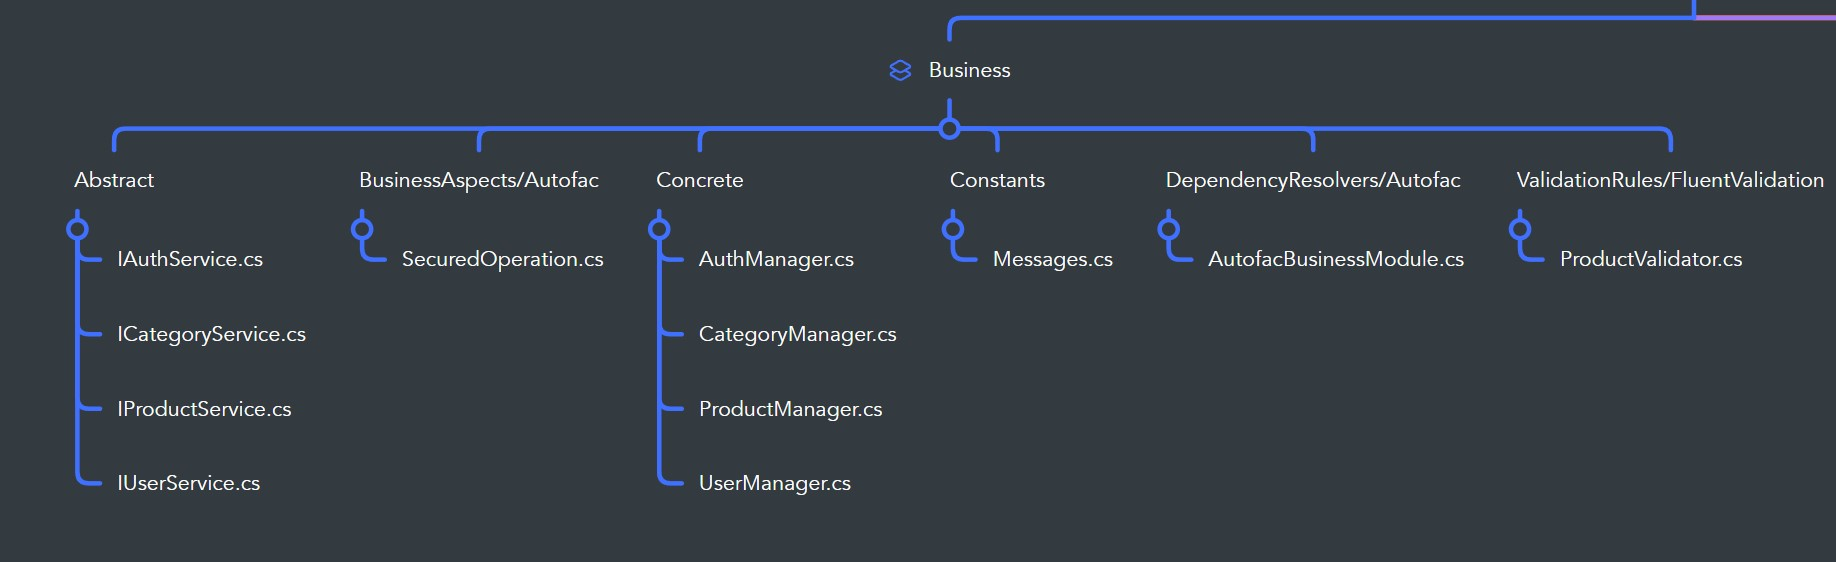 Business
Abstract
BusinessAspects/Autofac
Concrete
Constants
DependencyResolvers/Autofac
ValidationRules/FluentValidation
IAuthService.cs
SecuredOperation.cs
AuthManager.cs
Messages.cs
AutofacBusinessModule.cs
ProductValidator.cs
ICategoryService.cs
CategoryManager.cs
IProductService.cs
ProductManager.cs
IUserService.cs
UserManager.cs